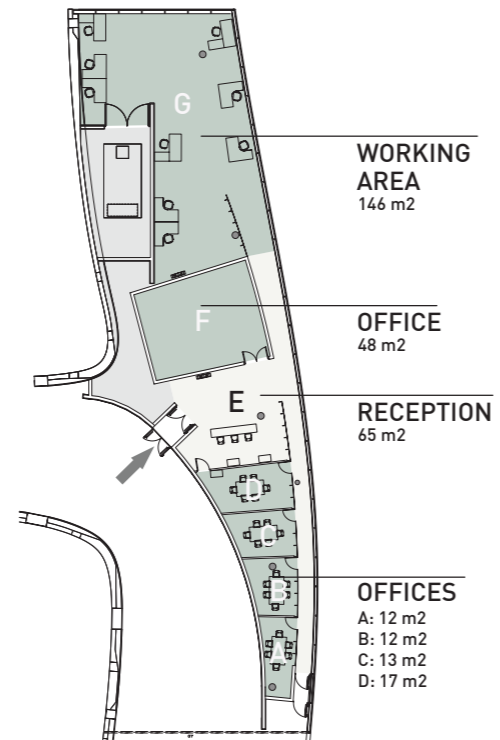 G
WORKING
AREA
146 m2
F
OFFICE
48 m2
E
RECEPTION
65 m2
D
C
B
A
OFFICES
A: 12 m2
B: 12 m2
C: 13 m2
D: 17 m2